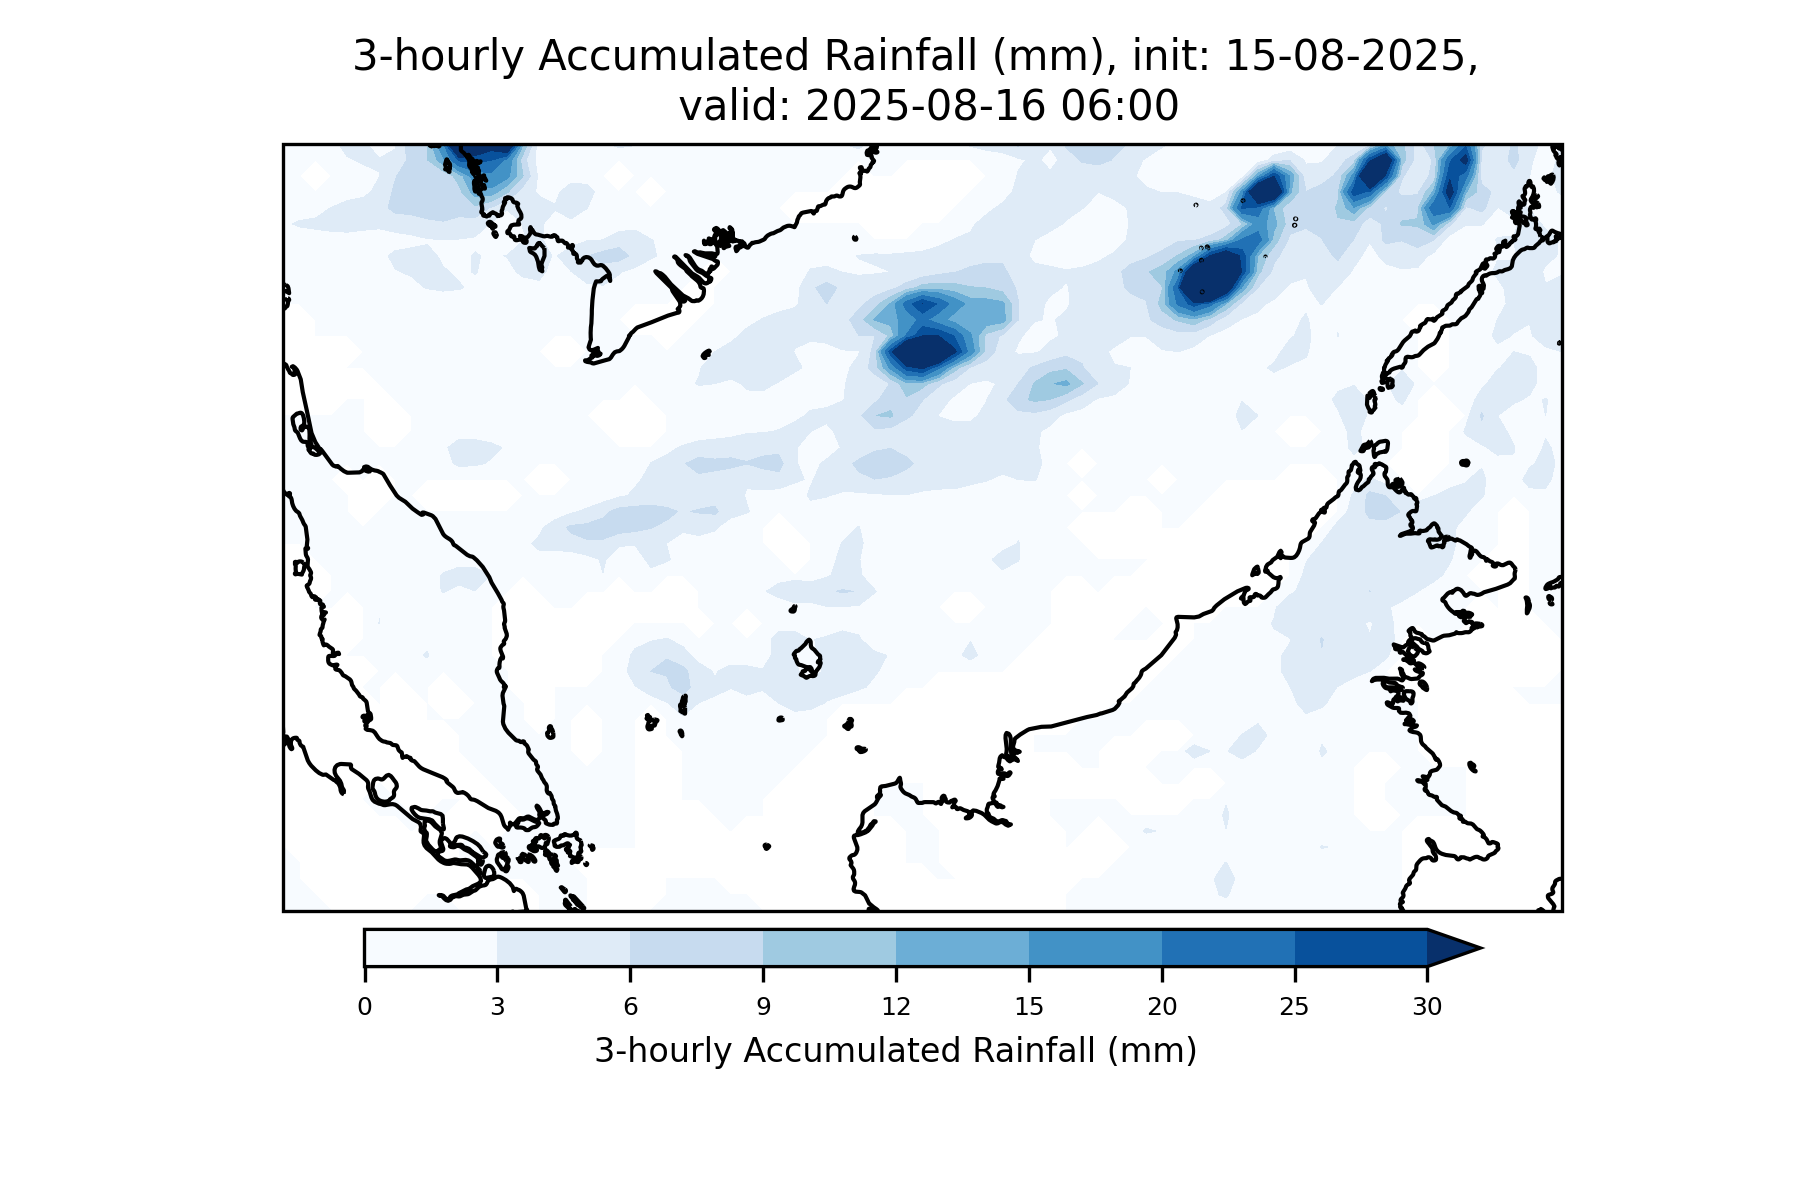 3-hourly Accumulated Rainfall (mm), init: 15-08-2025,
valid: 2025-08-16 06:00
0 3 6 9 12 15 20 25 30
3-hourly Accumulated Rainfall (mm)